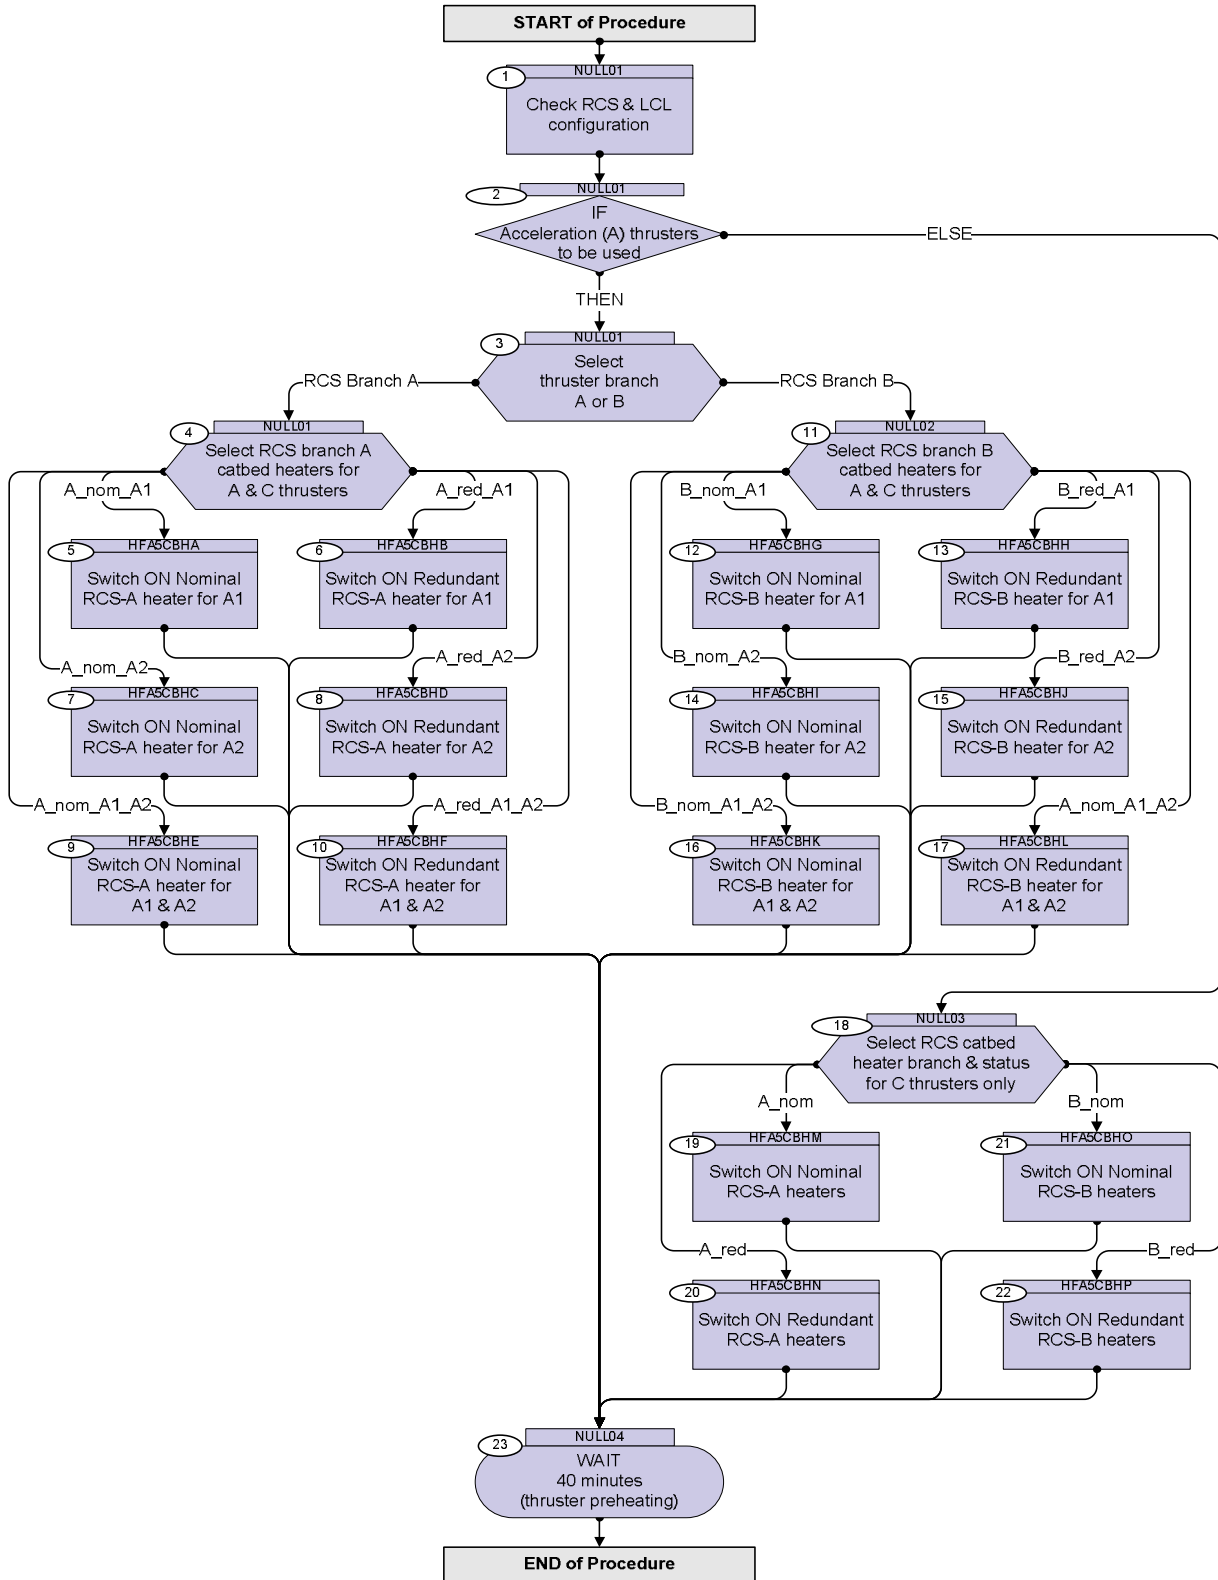 START of Procedure
NULL01
1
Check RCS & LCL
configuration
NULL01
2
IF
Acceleration (A) thrusters
to be used
ELSE
THEN
NULL01
3
Select
thruster branch
A or B
RCS Branch A
RCS Branch B
NULL01
4
Select RCS branch A
catbed heaters for
A & C thrusters
NULL02
11
Select RCS branch B
catbed heaters for
A & C thrusters
A_nom_A1
A_red_A1
B_nom_A1
B_red_A1
HFA5CBHA
5
Switch ON Nominal
RCS-A heater for A1
HFA5CBHB
6
Switch ON Redundant
RCS-A heater for A1
HFA5CBHG
12
Switch ON Nominal
RCS-B heater for A1
HFA5CBHH
13
Switch ON Redundant
RCS-B heater for A1
A_nom_A2
A_red_A2
B_nom_A2
B_red_A2
HFA5CBHC
7
Switch ON Nominal
RCS-A heater for A2
HFA5CBHD
8
Switch ON Redundant
RCS-A heater for A2
HFA5CBHI
14
Switch ON Nominal
RCS-B heater for A2
HFA5CBHJ
15
Switch ON Redundant
RCS-B heater for A2
A_nom_A1_A2
A_red_A1_A2
B_nom_A1_A2
A_nom_A1_A2
HFA5CBHE
9
Switch ON Nominal
RCS-A heater for
A1 & A2
HFA5CBHF
10
Switch ON Redundant
RCS-A heater for
A1 & A2
HFA5CBHK
16
Switch ON Nominal
RCS-B heater for
A1 & A2
HFA5CBHL
17
Switch ON Redundant
RCS-B heater for
A1 & A2
NULL03
18
Select RCS catbed
heater branch & status
for C thrusters only
A_nom
B_nom
HFA5CBHM
19
Switch ON Nominal
RCS-A heaters
HFA5CBHO
21
Switch ON Nominal
RCS-B heaters
A_red
B_red
HFA5CBHN
20
Switch ON Redundant
RCS-A heaters
HFA5CBHP
22
Switch ON Redundant
RCS-B heaters
NULL04
23
WAIT
40 minutes
(thruster preheating)
END of Procedure